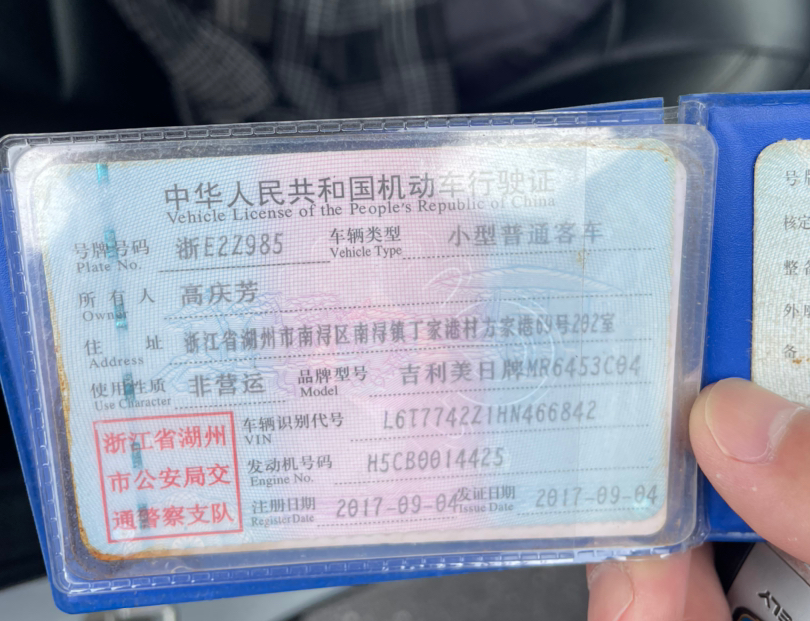 中华人民共和国机动车行驶证
Vehicle License of the People's Republic of China
号牌号码 浙E2Z985 车辆类型 小型普通客车
Plate No. Vehicle Type
所有人 高庆芳
Owner
住址 浙江省湖州市南浔区南浔镇丁家港村方家港69号202室
Address
使用性质 非营运 品牌型号 吉利美日牌MR6453C04
Use Character Model
浙江省湖州
市公安局交
通警察支队
车辆识别代号 L6T7742Z1HN466842
VIN
发动机号码 H5CB0014425
Engine No.
注册日期 2017-09-04 发证日期 2017-09-04
Register Date Issue Date
号牌
核定
整备
外廓
备